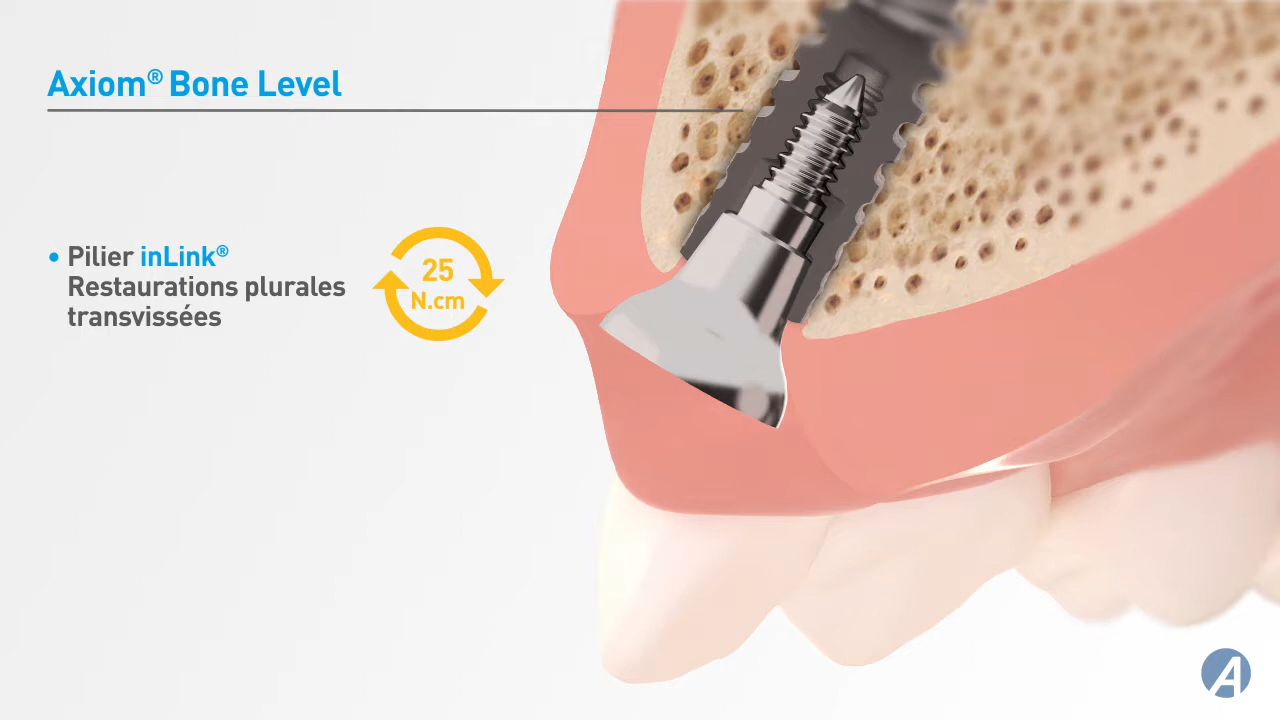 Axiom® Bone Level
• Pilier inLink®
Restaurations plurales
transvissées
25
N.cm
A